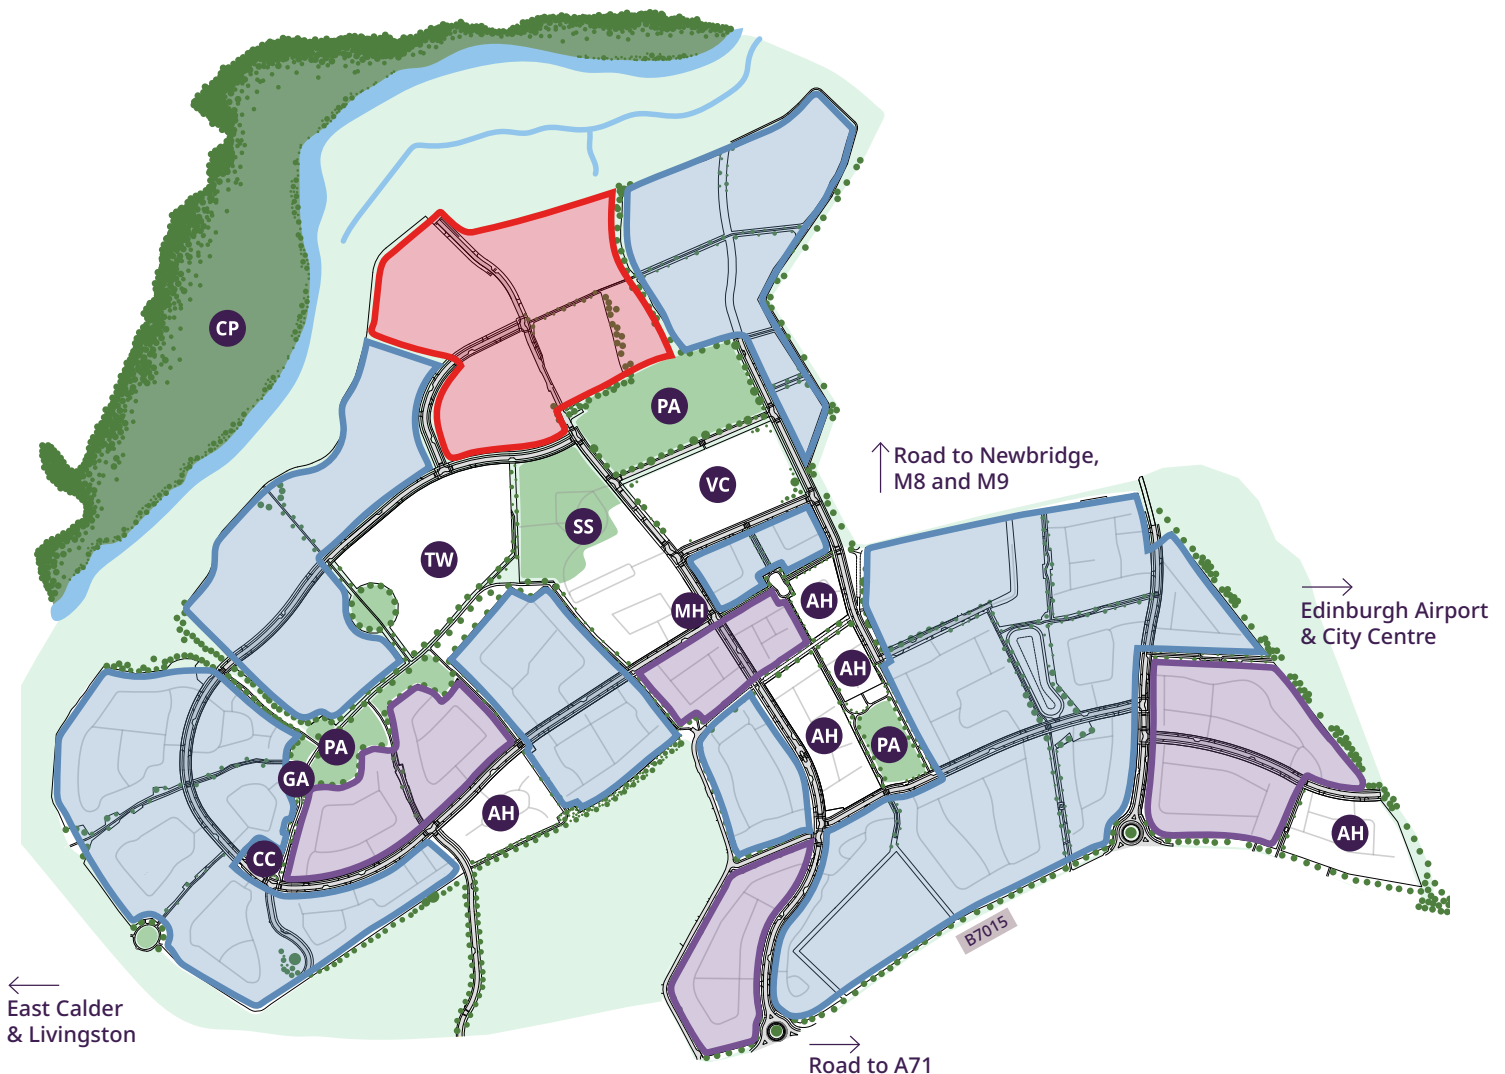 CP
PA
Road to Newbridge,
M8 and M9
VC
SS
TW
Edinburgh Airport
& City Centre
MH
AH
AH
AH
PA
PA
GA
AH
AH
CC
B7015
East Calder
& Livingston
Road to A71